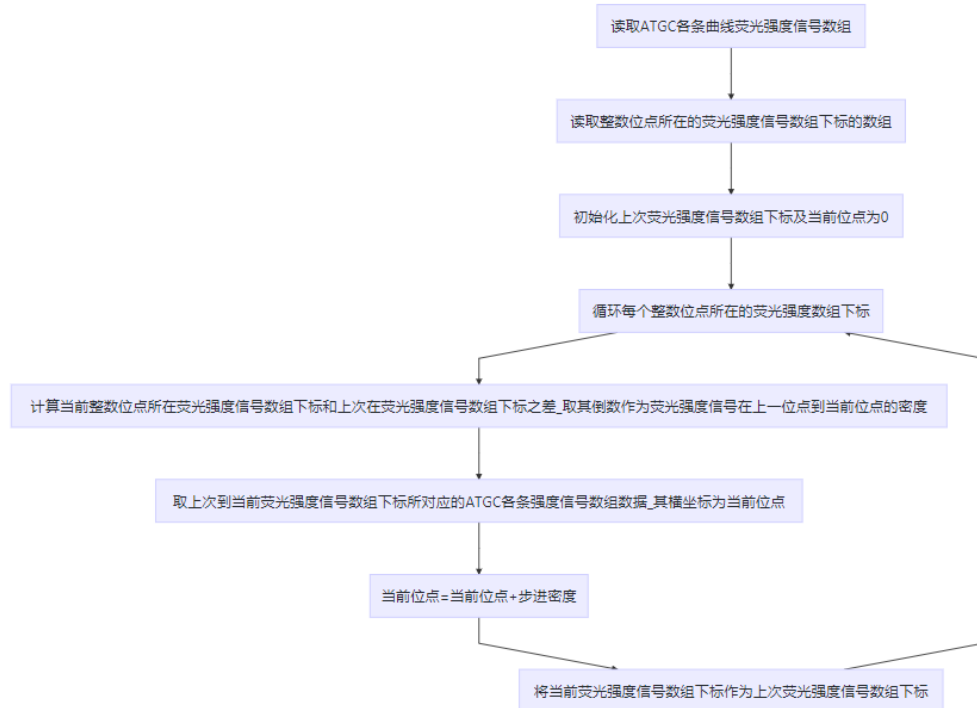 读取ATGC各条曲线荧光强度信号数组
读取整数位点所在的荧光强度信号数组下标的数组
初始化上次荧光强度信号数组下标及当前位点为0
循环每个整数位点所在的荧光强度数组下标
计算当前整数位点所在荧光强度信号数组下标和上次在荧光强度信号数组下标之差_取其倒数作为荧光强度信号在上一位点到当前位点的密度
取上次到当前荧光强度信号数组下标所对应的ATGC各条强度信号数组数据_其横坐标为当前位点
当前位点=当前位点+步进密度
将当前荧光强度信号数组下标作为上次荧光强度信号数组下标